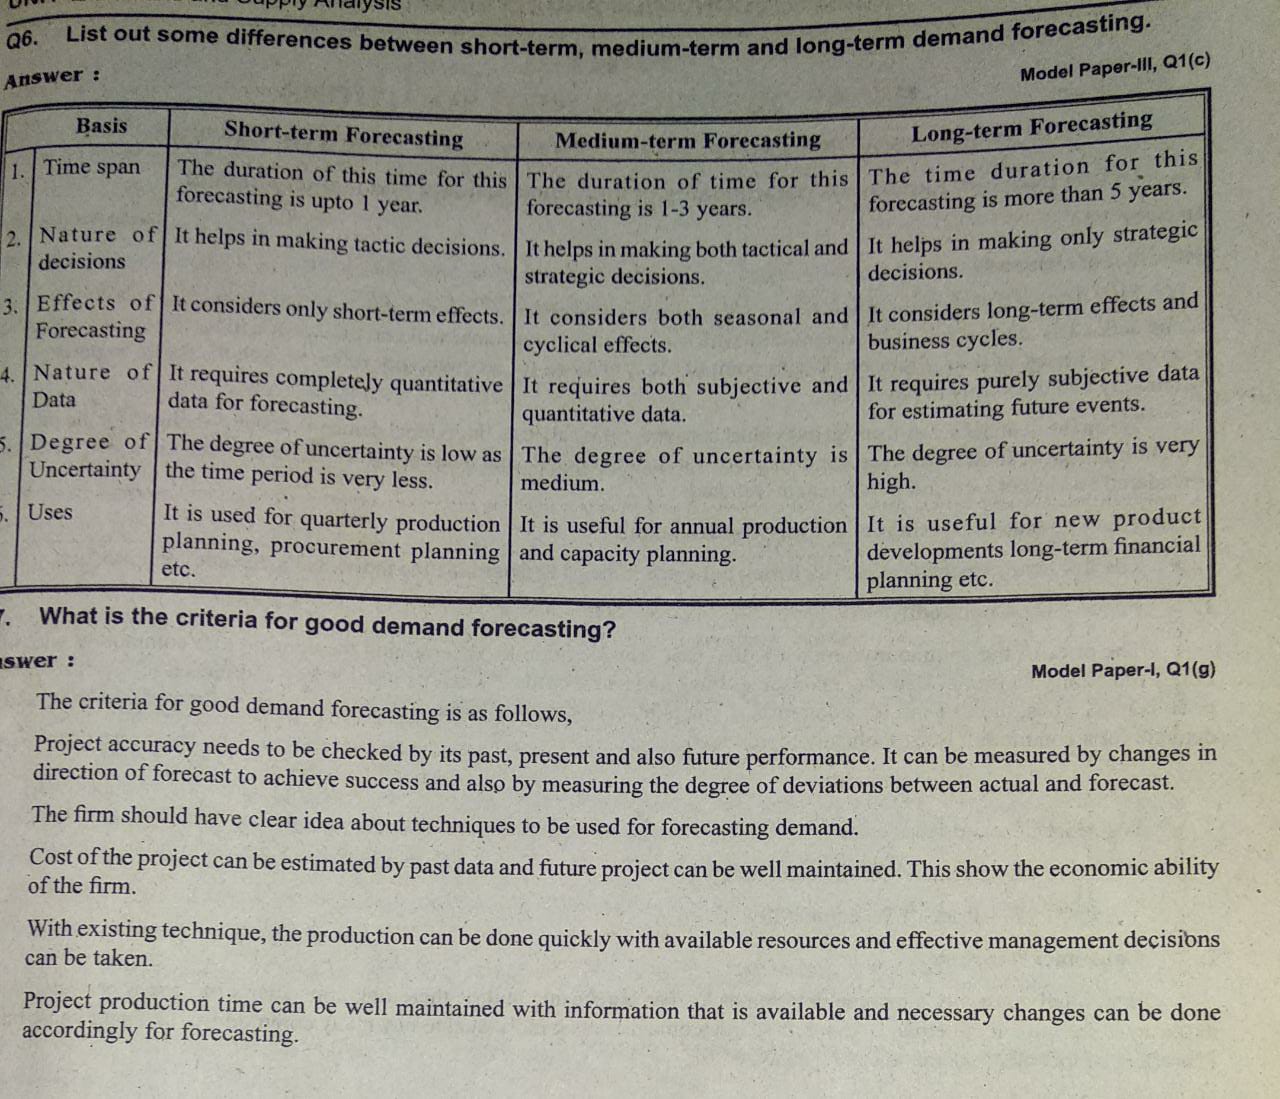 and Supply Analysis
Q6. List out some differences between short-term, medium-term and long-term demand forecasting.
Answer :
Model Paper-III, Q1(c)
Basis
Short-term Forecasting
Medium-term Forecasting
Long-term Forecasting
1. Time span
The duration of this time for this
forecasting is upto 1 year.
The duration of time for this
forecasting is 1-3 years.
The time duration for this
forecasting is more than 5 years.
2. Nature of
decisions
It helps in making tactic decisions.
It helps in making both tactical and
strategic decisions.
It helps in making only strategic
decisions.
3. Effects of
Forecasting
It considers only short-term effects.
It considers both seasonal and
cyclical effects.
It considers long-term effects and
business cycles.
4. Nature of
Data
It requires completely quantitative
data for forecasting.
It requires both subjective and
quantitative data.
It requires purely subjective data
for estimating future events.
5. Degree of
Uncertainty
The degree of uncertainty is low as
the time period is very less.
The degree of uncertainty is
medium.
The degree of uncertainty is very
high.
Uses
It is used for quarterly production
planning, procurement planning
etc.
It is useful for annual production
and capacity planning.
It is useful for new product
developments long-term financial
planning etc.
What is the criteria for good demand forecasting?
swer :
Model Paper-I, Q1(g)
The criteria for good demand forecasting is as follows,
Project accuracy needs to be checked by its past, present and also future performance. It can be measured by changes in
direction of forecast to achieve success and also by measuring the degree of deviations between actual and forecast.
The firm should have clear idea about techniques to be used for forecasting demand.
Cost of the project can be estimated by past data and future project can be well maintained. This show the economic ability
of the firm.
With existing technique, the production can be done quickly with available resources and effective management decisions
can be taken.
Project production time can be well maintained with information that is available and necessary changes can be done
accordingly for forecasting.